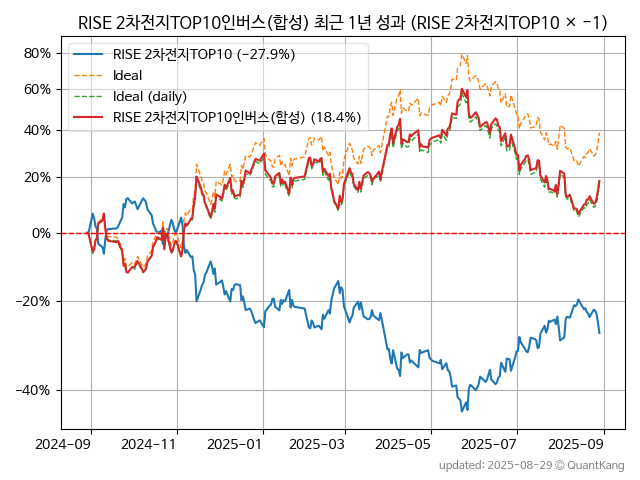 RISE 2차전지TOP10인버스(합성) 최근 1년 성과 (RISE 2차전지TOP10 × −1)
RISE 2차전지TOP10 (−27.9%)
Ideal
Ideal (daily)
RISE 2차전지TOP10인버스(합성) (18.4%)
80%
60%
40%
20%
0%
−20%
−40%
2024-09
2024-11
2025-01
2025-03
2025-05
2025-07
2025-09
updated: 2025-08-29 © QuantKang